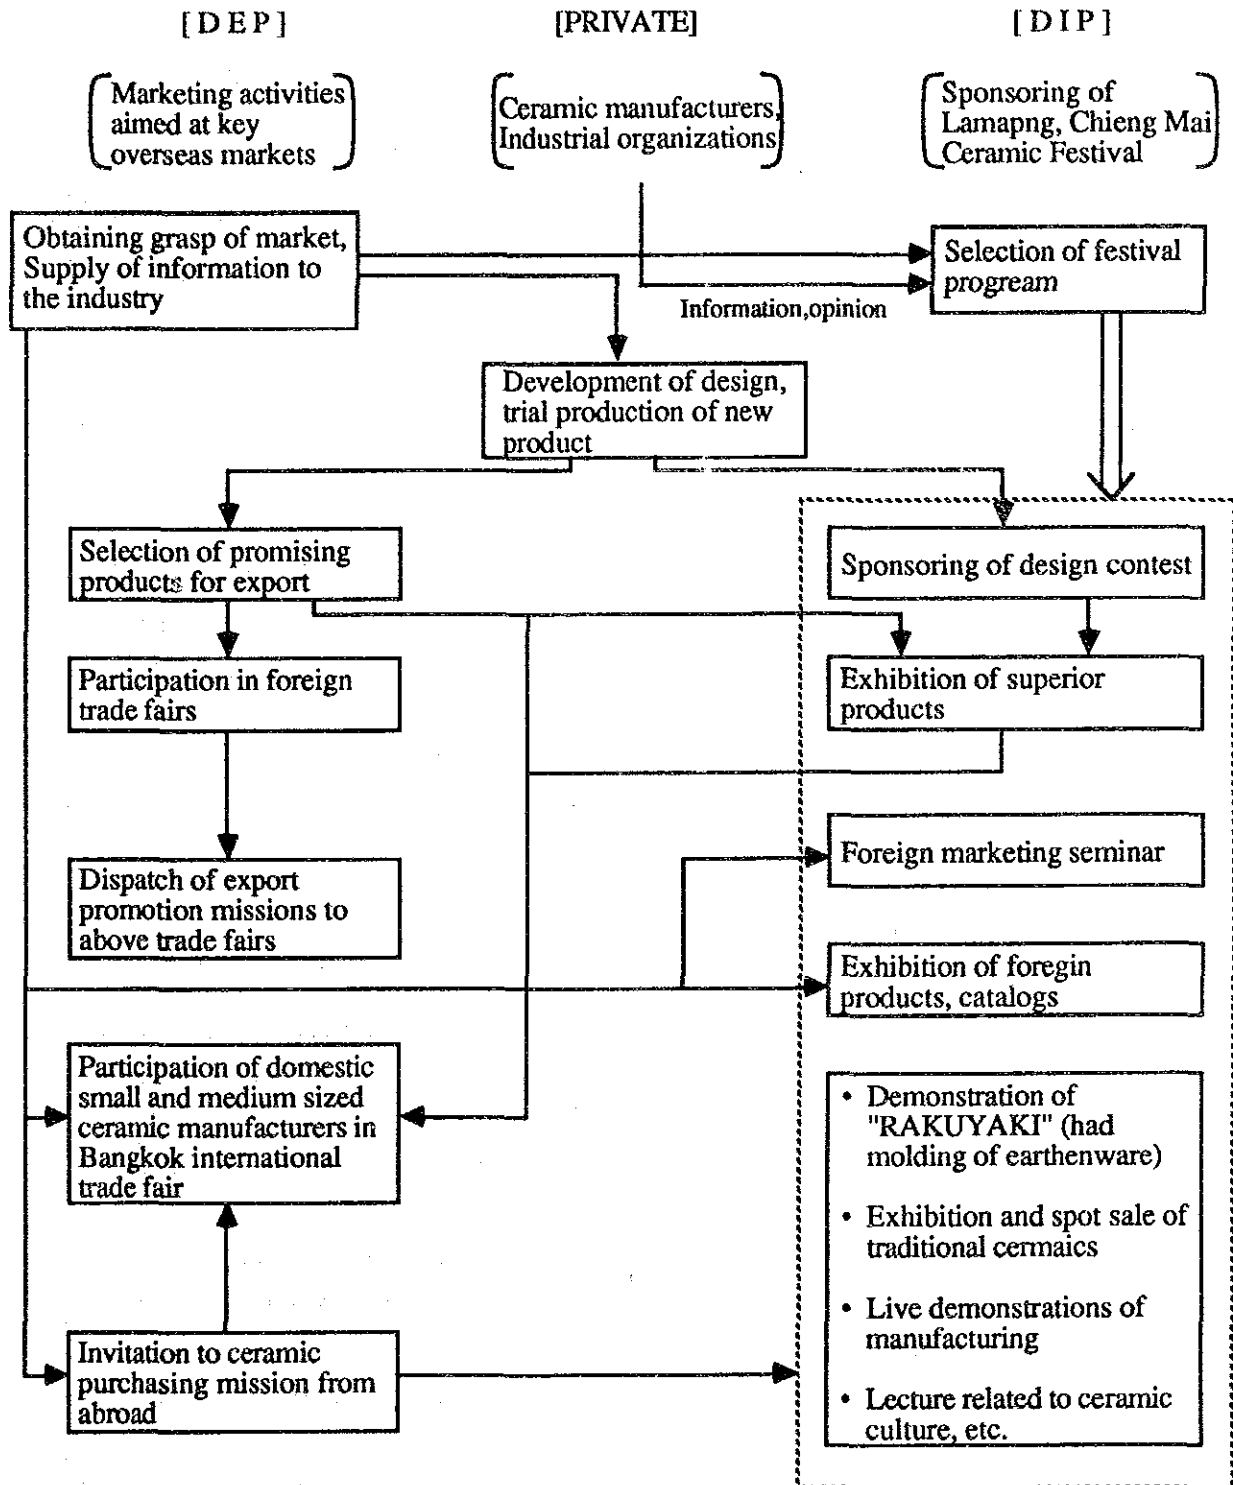 [ D E P ]
[PRIVATE]
[ D I P ]
Marketing activities
aimed at key
overseas markets
Ceramic manufacturers,
Industrial organizations
Sponsoring of
Lamapng, Chieng Mai
Ceramic Festival
Obtaining grasp of market,
Supply of information to
the industry
Selection of festival
progream
Information,opinion
Development of design,
trial production of new
product
Selection of promising
products for export
Sponsoring of design contest
Participation in foreign
trade fairs
Exhibition of superior
products
Foreign marketing seminar
Dispatch of export
promotion missions to
above trade fairs
Exhibition of foregin
products, catalogs
Participation of domestic
small and medium sized
ceramic manufacturers in
Bangkok international
trade fair
• Demonstration of
"RAKUYAKI" (had
molding of earthenware)
• Exhibition and spot sale of
traditional cermaics
• Live demonstrations of
manufacturing
• Lecture related to ceramic
culture, etc.
Invitation to ceramic
purchasing mission from
abroad